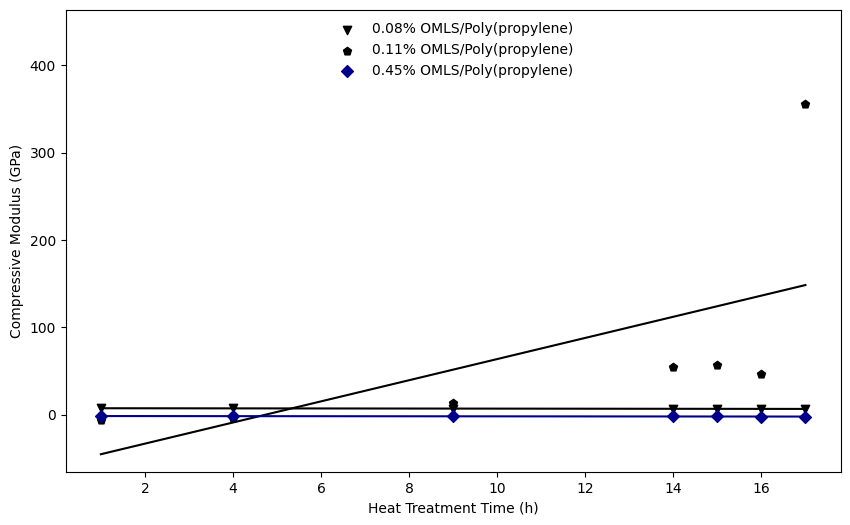 0.08% OMLS/Poly(propylene)
0.11% OMLS/Poly(propylene)
0.45% OMLS/Poly(propylene)
Compressive Modulus (GPa)
400
300
200
100
0
2 4 6 8 10 12 14 16
Heat Treatment Time (h)